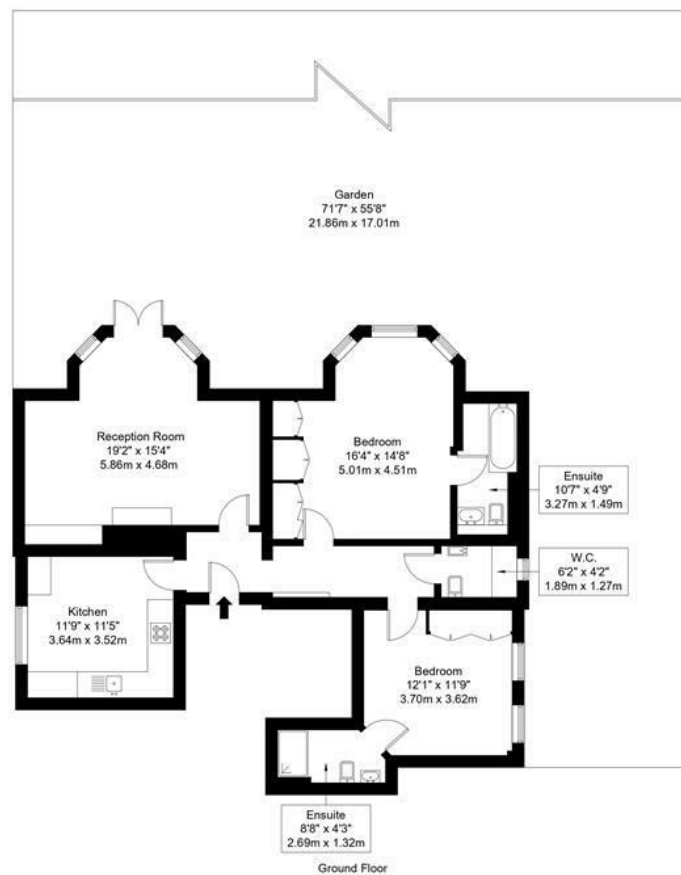 Garden
71'7" x 55'8"
21.86m x 17.01m
Reception Room
19'2" x 15'4"
5.86m x 4.68m
Bedroom
16'4" x 14'8"
5.01m x 4.51m
Ensuite
10'7" x 4'9"
3.27m x 1.49m
W.C.
6'2" x 4'2"
1.89m x 1.27m
Kitchen
11'9" x 11'5"
3.64m x 3.52m
Bedroom
12'1" x 11'9"
3.70m x 3.62m
Ensuite
8'8" x 4'3"
2.69m x 1.32m
Ground Floor